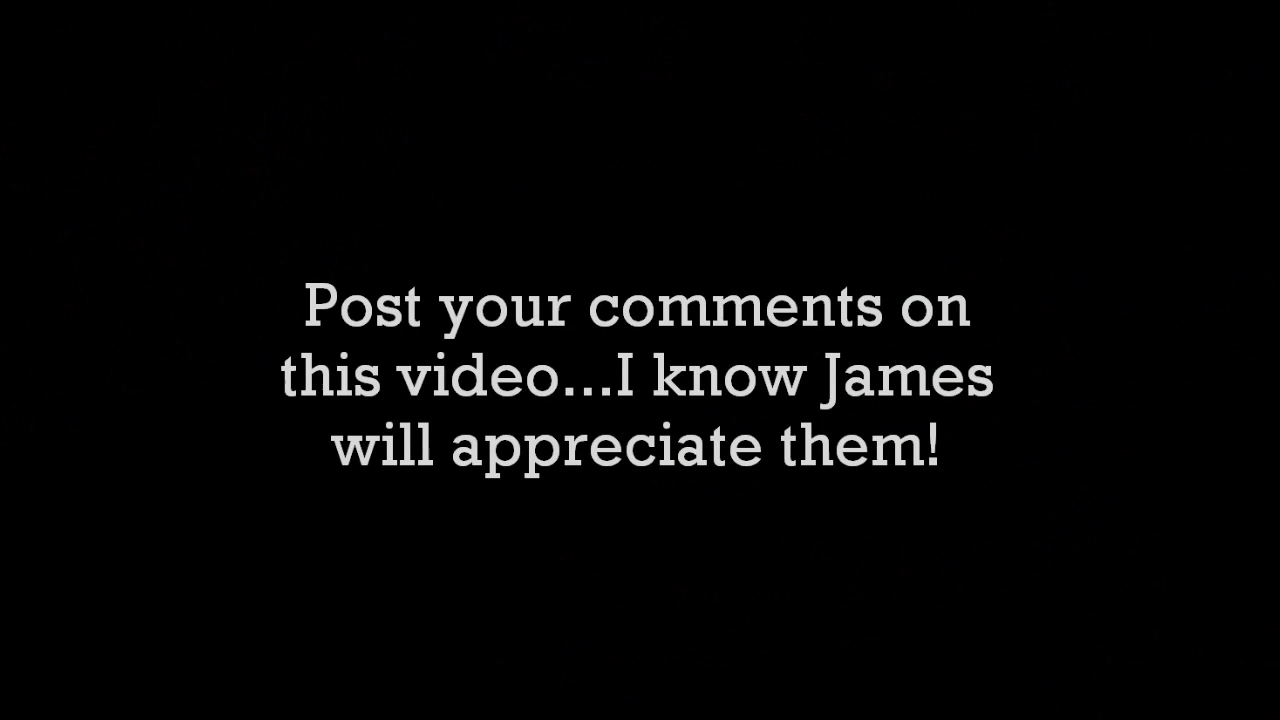 Post your comments on
this video...I know James
will appreciate them!